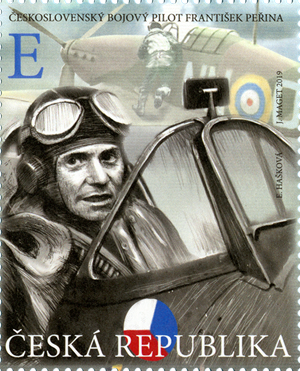 ČESKOSLOVENSKÝ BOJOVÝ PILOT FRANTIŠEK PEŘINA
E
E. HAŠKOVÁ J. MAGET, 2019
ČESKÁ REPUBLIKA